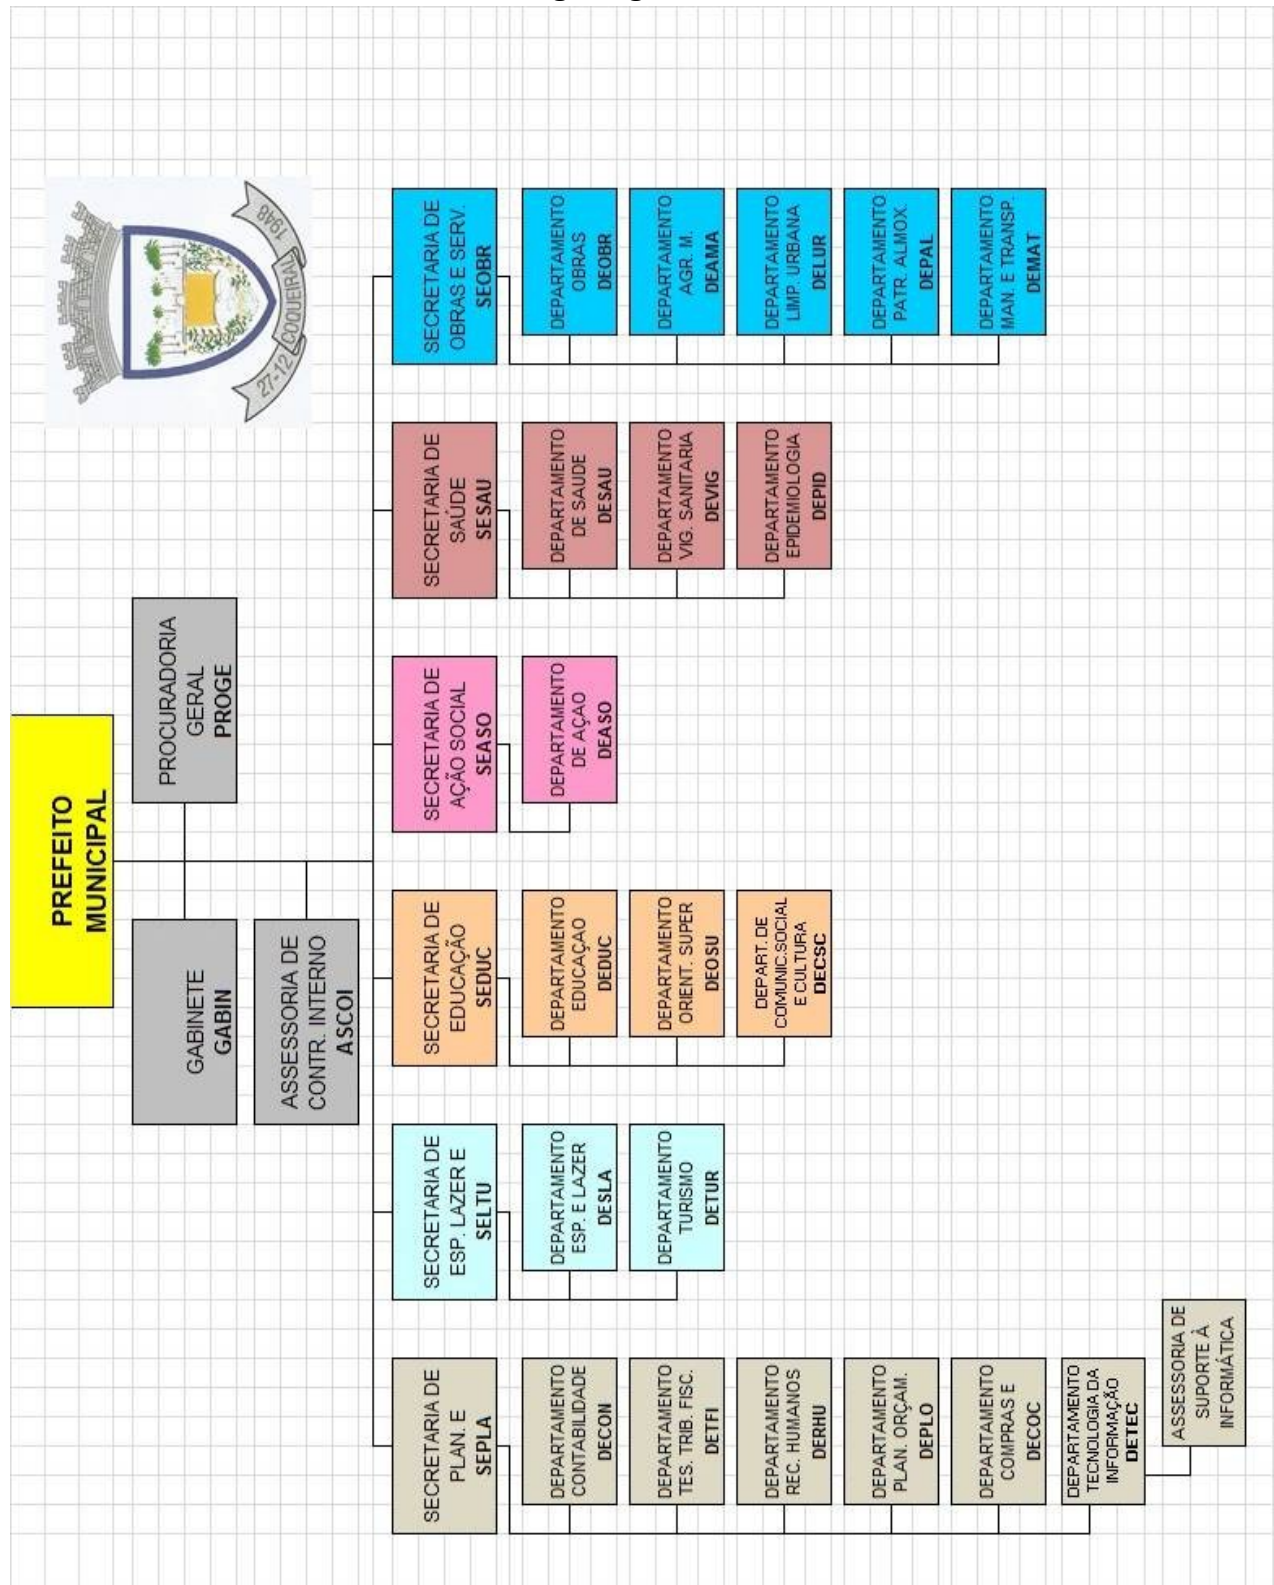 PREFEITO
MUNICIPAL
GABINETE
GABIN
PROCURADORIA
GERAL
PROGE
ASSESSORIA DE
CONTR. INTERNO
ASCOI
27-12 COQUEIRAL 1948
SECRETARIA DE
PLAN. E
SEPLA
DEPARTAMENTO
CONTABILIDADE
DECON
DEPARTAMENTO
TES. TRIB. FISC.
DETFI
DEPARTAMENTO
REC. HUMANOS
DERHU
DEPARTAMENTO
PLAN. ORÇAM.
DEPLO
DEPARTAMENTO
COMPRAS E
DECOC
DEPARTAMENTO
TECNOLOGIA DA
INFORMAÇÃO
DETEC
ASSESSORIA DE
SUPORTE À
INFORMÁTICA
SECRETARIA DE
ESP. LAZER E
SELTU
DEPARTAMENTO
ESP. E LAZER
DESLA
DEPARTAMENTO
TURISMO
DETUR
SECRETARIA DE
EDUCAÇÃO
SEDUC
DEPARTAMENTO
EDUCAÇAO
DEDUC
DEPARTAMENTO
ORIENT. SUPER
DEOSU
DEPART. DE
COMUNIC.SOCIAL
E CULTURA
DECSC
SECRETARIA DE
AÇÃO SOCIAL
SEASO
DEPARTAMENTO
DE AÇAO
DEASO
SECRETARIA DE
SAÚDE
SESAU
DEPARTAMENTO
DE SAUDE
DESAU
DEPARTAMENTO
VIG. SANITARIA
DEVIG
DEPARTAMENTO
EPIDEMIOLOGIA
DEPID
SECRETARIA DE
OBRAS E SERV.
SEOBR
DEPARTAMENTO
OBRAS
DEOBR
DEPARTAMENTO
AGR. M.
DEAMA
DEPARTAMENTO
LIMP. URBANA
DELUR
DEPARTAMENTO
PATR. ALMOX.
DEPAL
DEPARTAMENTO
MAN. E TRANSP.
DEMAT